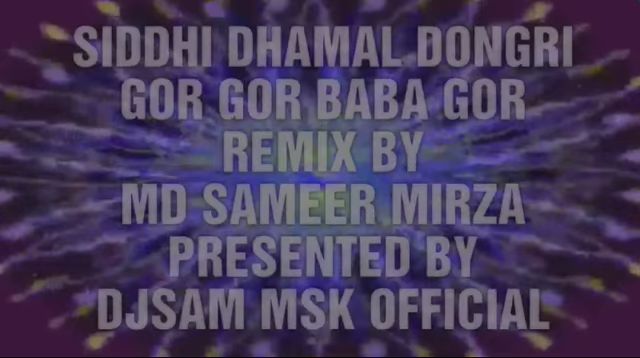 SIDDHI DHAMAL DONGRI
GOR GOR BABA GOR
REMIX BY
MD SAMEER MIRZA
PRESENTED BY
DJSAM MSK OFFICIAL